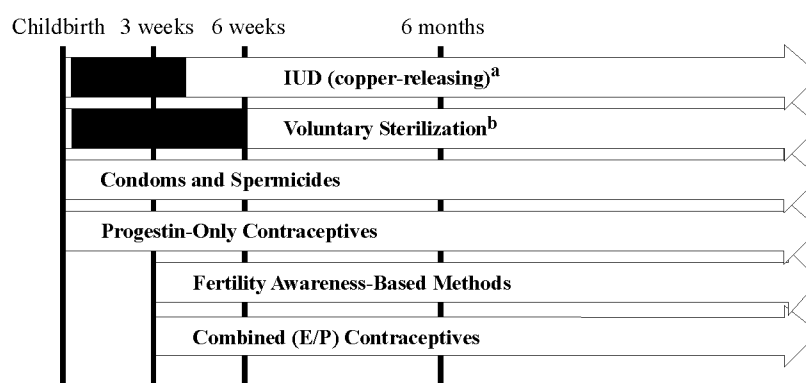 Childbirth 3 weeks 6 weeks 6 months
IUD (copper-releasing)a
Voluntary Sterilizationb
Condoms and Spermicides
Progestin-Only Contraceptives
Fertility Awareness-Based Methods
Combined (E/P) Contraceptives